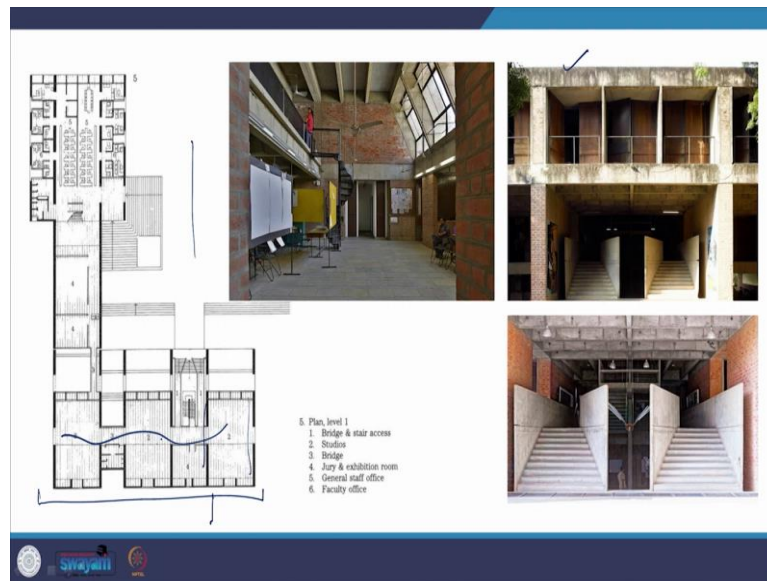 5
5. Plan, level 1
1. Bridge & stair access
2. Studios
3. Bridge
4. Jury & exhibition room
5. General staff office
6. Faculty office
swayam